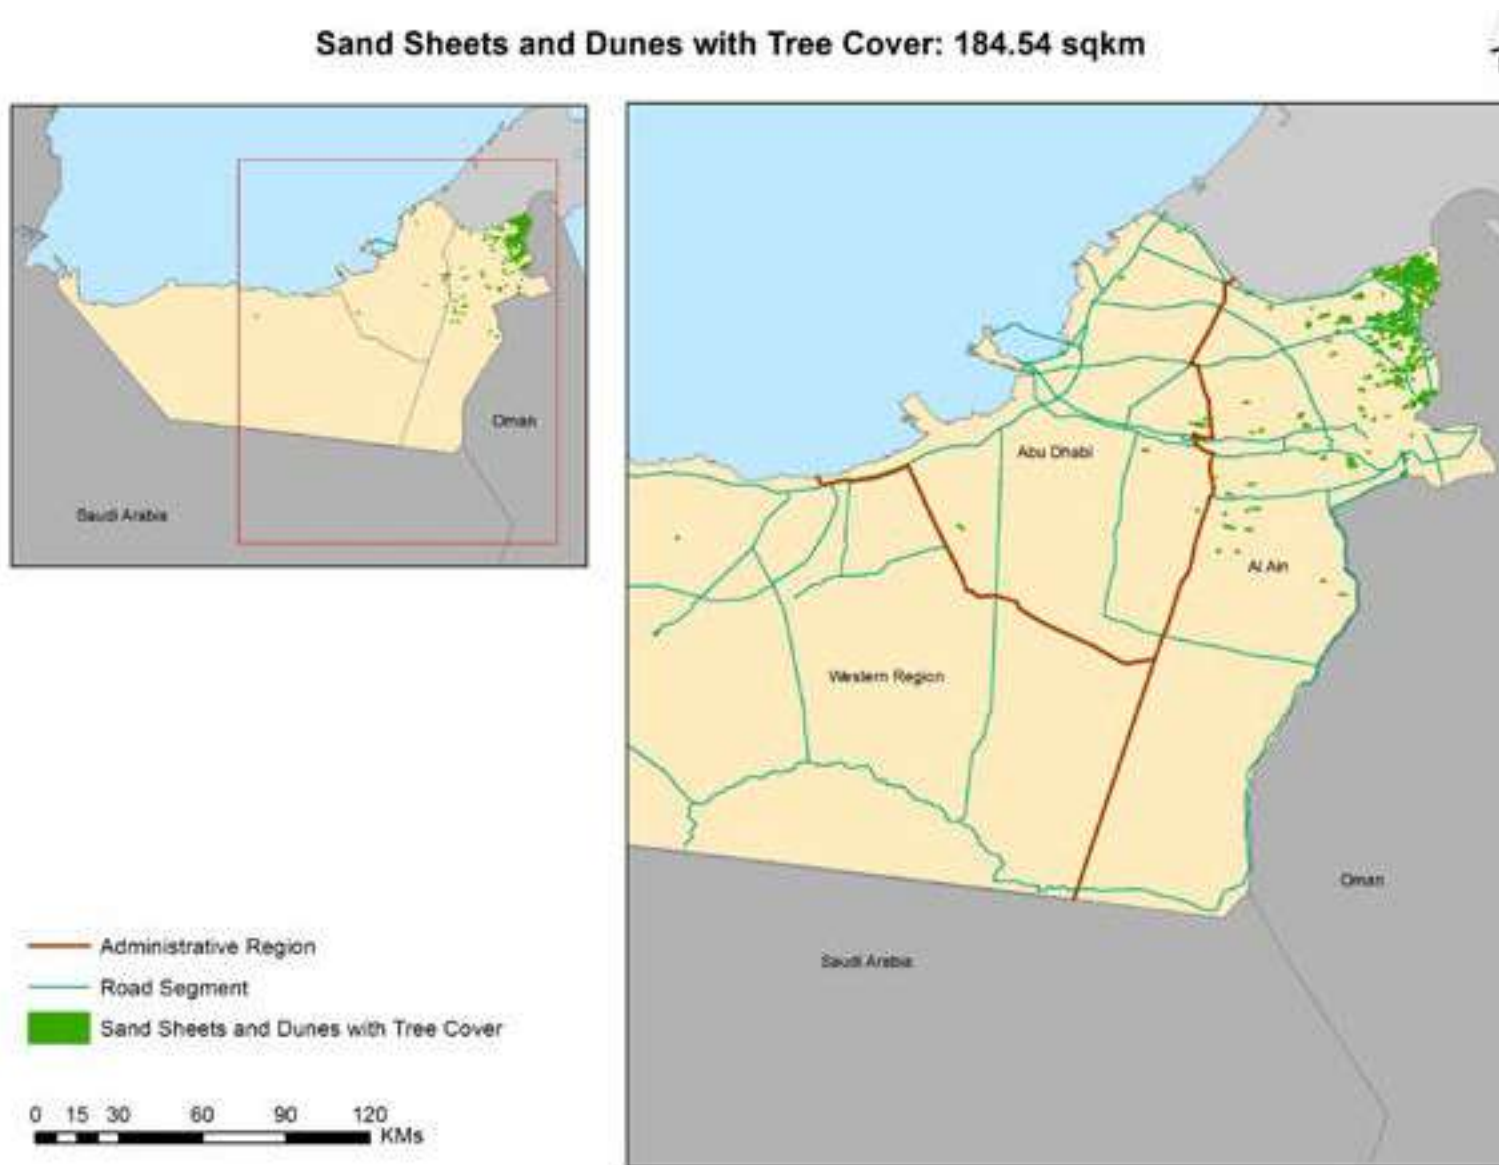 Sand Sheets and Dunes with Tree Cover: 184.54 sqkm
Oman
Saudi Arabia
Abu Dhabi
Al Ain
Western Region
Oman
Saudi Arabia
Administrative Region
Road Segment
Sand Sheets and Dunes with Tree Cover
0 15 30 60 90 120
KMs